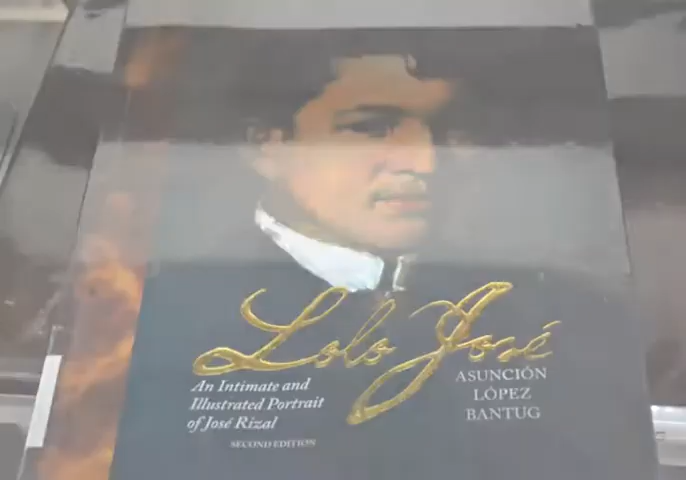 Lolo José
An Intimate and
Illustrated Portrait
of José Rizal
SECOND EDITION
ASUNCIÓN
LÓPEZ
BANTUG